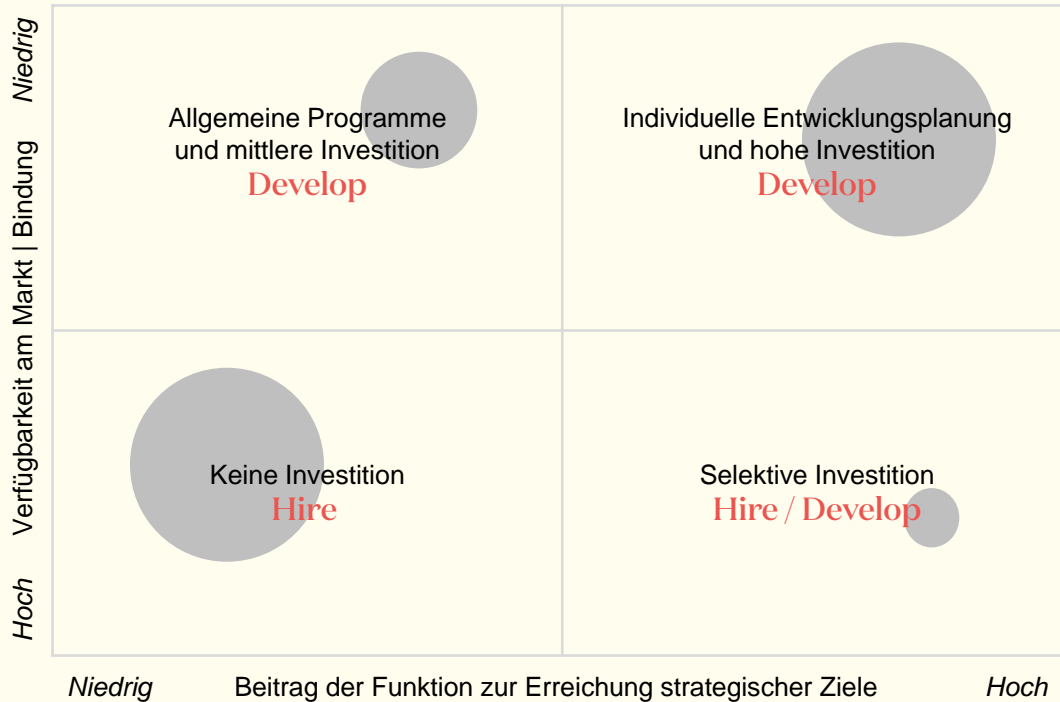 Niedrig
Verfügbarkeit am Markt | Bindung
Hoch
Allgemeine Programme
und mittlere Investition
Develop
Individuelle Entwicklungsplanung
und hohe Investition
Develop
Keine Investition
Hire
Selektive Investition
Hire / Develop
Niedrig
Beitrag der Funktion zur Erreichung strategischer Ziele
Hoch